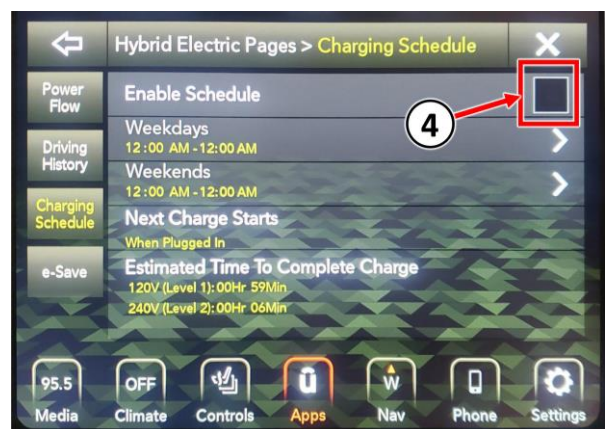 Hybrid Electric Pages > Charging Schedule
X
Power
Flow
Enable Schedule
4
Driving
History
Weekdays
12:00 AM - 12:00 AM
Weekends
12:00 AM - 12:00 AM
Charging
Schedule
Next Charge Starts
When Plugged In
e-Save
Estimated Time To Complete Charge
120V (Level 1): 00Hr 59Min
240V (Level 2): 00Hr 06Min
95.5
OFF
ū
W
Media
Climate
Controls
Apps
Nav
Phone
Settings